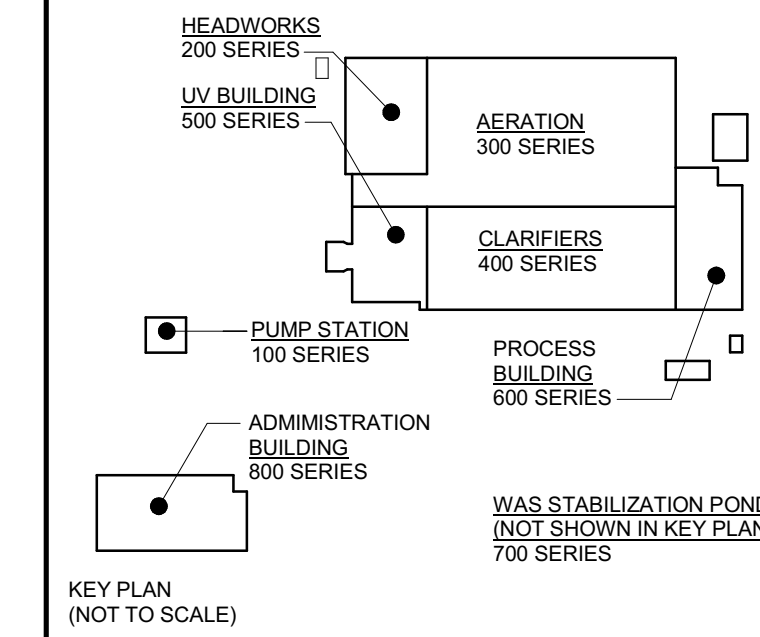 HEADWORKS
200 SERIES
UV BUILDING
500 SERIES
AERATION
300 SERIES
CLARIFIERS
400 SERIES
PUMP STATION
100 SERIES
PROCESS
BUILDING
600 SERIES
ADMIMISTRATION
BUILDING
800 SERIES
WAS STABILIZATION POND
(NOT SHOWN IN KEY PLAN
700 SERIES
KEY PLAN
(NOT TO SCALE)